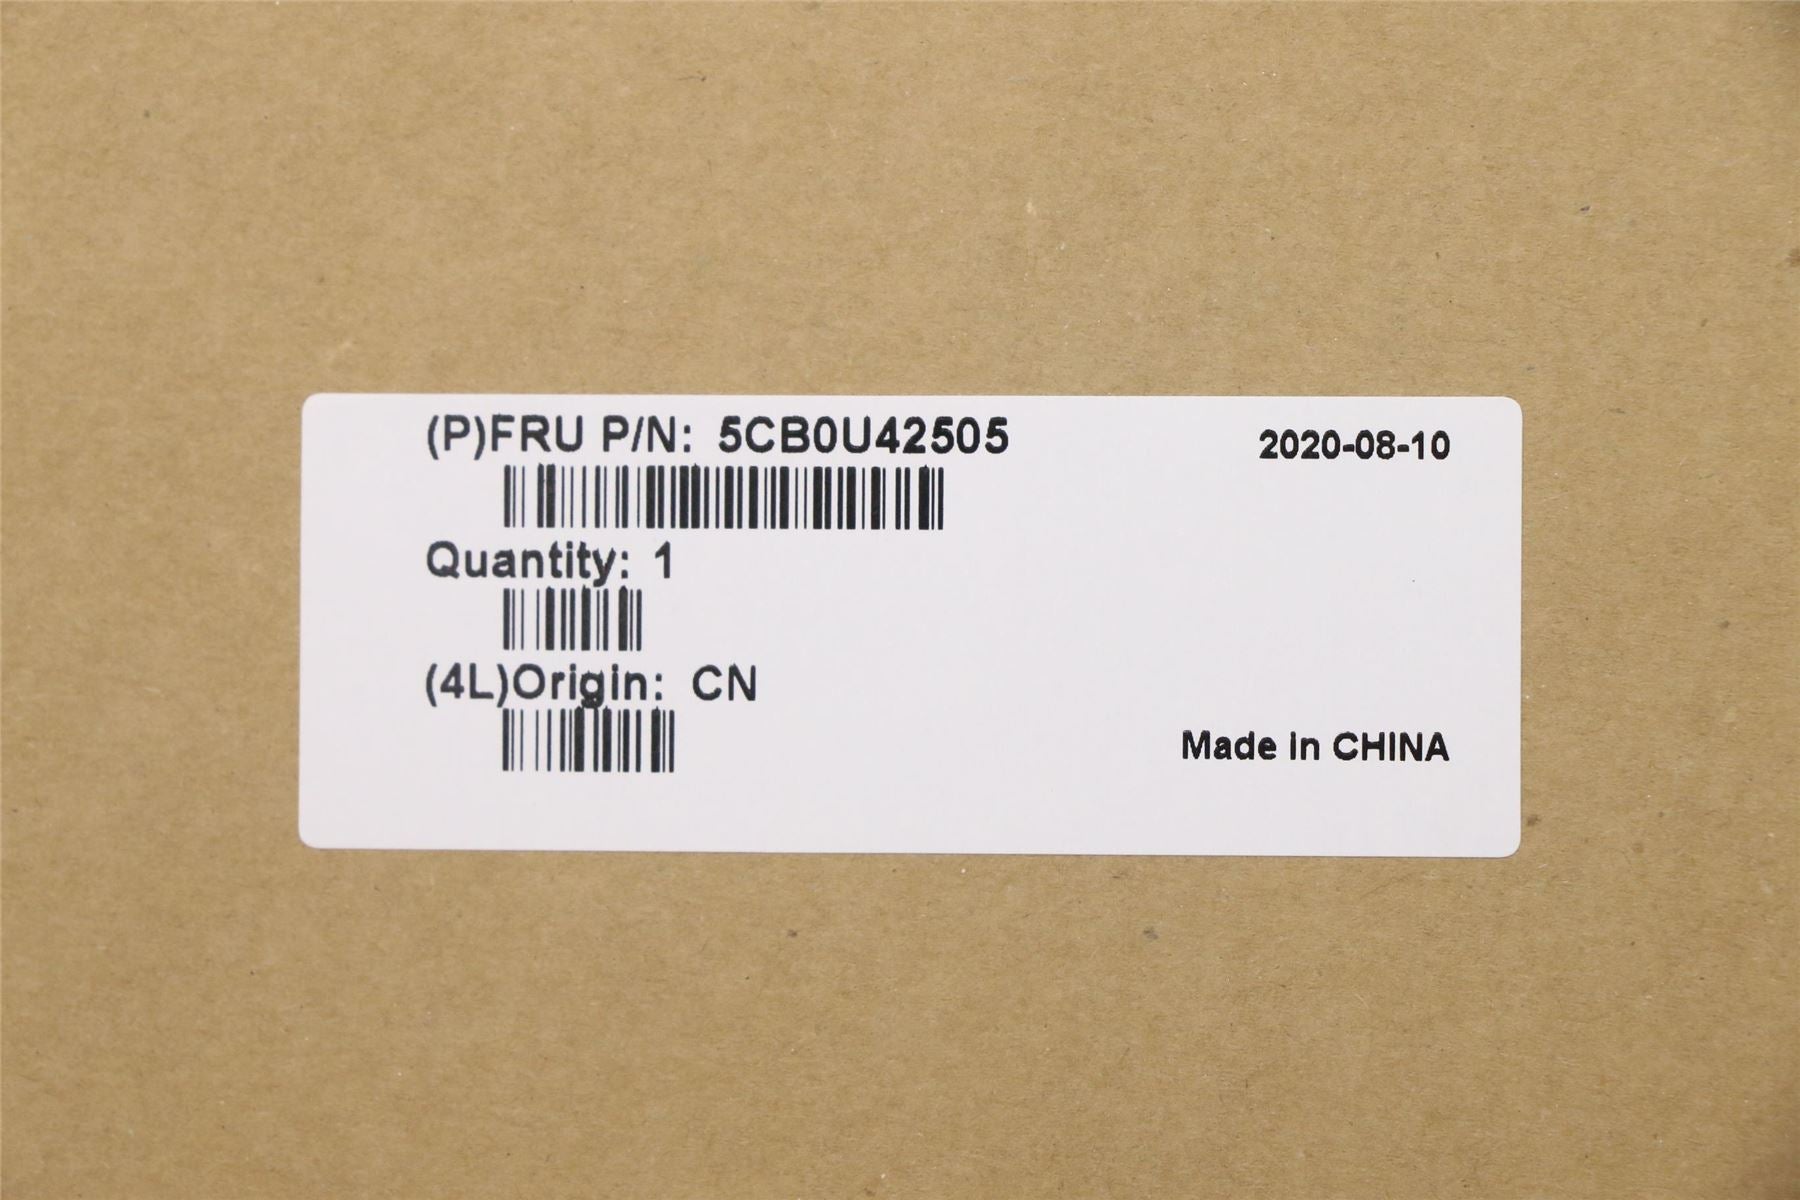 (P)FRU P/N: 5CB0U42505
2020-08-10
Quantity: 1
(4L)Origin: CN
Made in CHINA